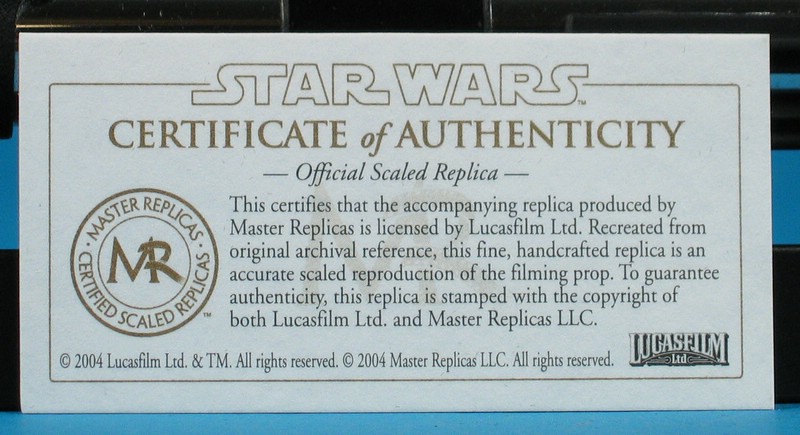 STAR WARS™
CERTIFICATE of AUTHENTICITY
— Official Scaled Replica —
This certifies that the accompanying replica produced by
Master Replicas is licensed by Lucasfilm Ltd. Recreated from
original archival reference, this fine, handcrafted replica is an
accurate scaled reproduction of the filming prop. To guarantee
authenticity, this replica is stamped with the copyright of
both Lucasfilm Ltd. and Master Replicas LLC.
· MASTER REPLICAS ·
MR
CERTIFIED SCALED REPLICAS
™
LUCASFILM
Ltd
© 2004 Lucasfilm Ltd. & TM. All rights reserved. © 2004 Master Replicas LLC. All rights reserved.